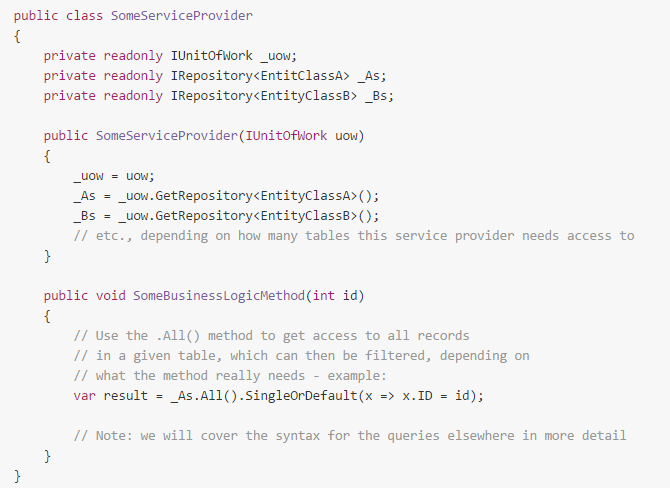 public class SomeServiceProvider
{
    private readonly IUnitOfWork _uow;
    private readonly IRepository<EntitClassA> _As;
    private readonly IRepository<EntityClassB> _Bs;

    public SomeServiceProvider(IUnitOfWork uow)
    {
        _uow = uow;
        _As = _uow.GetRepository<EntityClassA>();
        _Bs = _uow.GetRepository<EntityClassB>();
        // etc., depending on how many tables this service provider needs access to
    }

    public void SomeBusinessLogicMethod(int id)
    {
        // Use the .All() method to get access to all records
        // in a given table, which can then be filtered, depending on
        // what the method really needs - example:
        var result = _As.All().SingleOrDefault(x => x.ID = id);

        // Note: we will cover the syntax for the queries elsewhere in more detail
    }
}